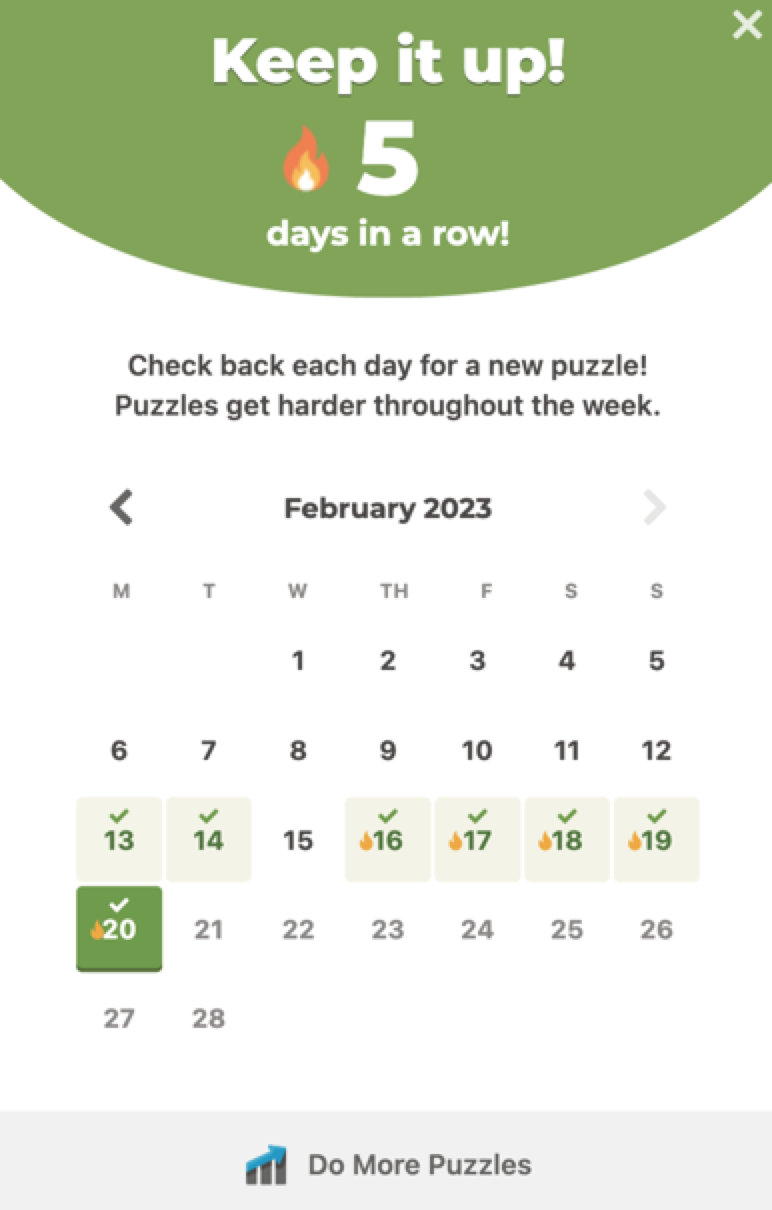 Keep it up!
5
days in a row!
Check back each day for a new puzzle!
Puzzles get harder throughout the week.
February 2023
M T W TH F S S
1 2 3 4 5
6 7 8 9 10 11 12
13 14 15 16 17 18 19
20 21 22 23 24 25 26
27 28
Do More Puzzles